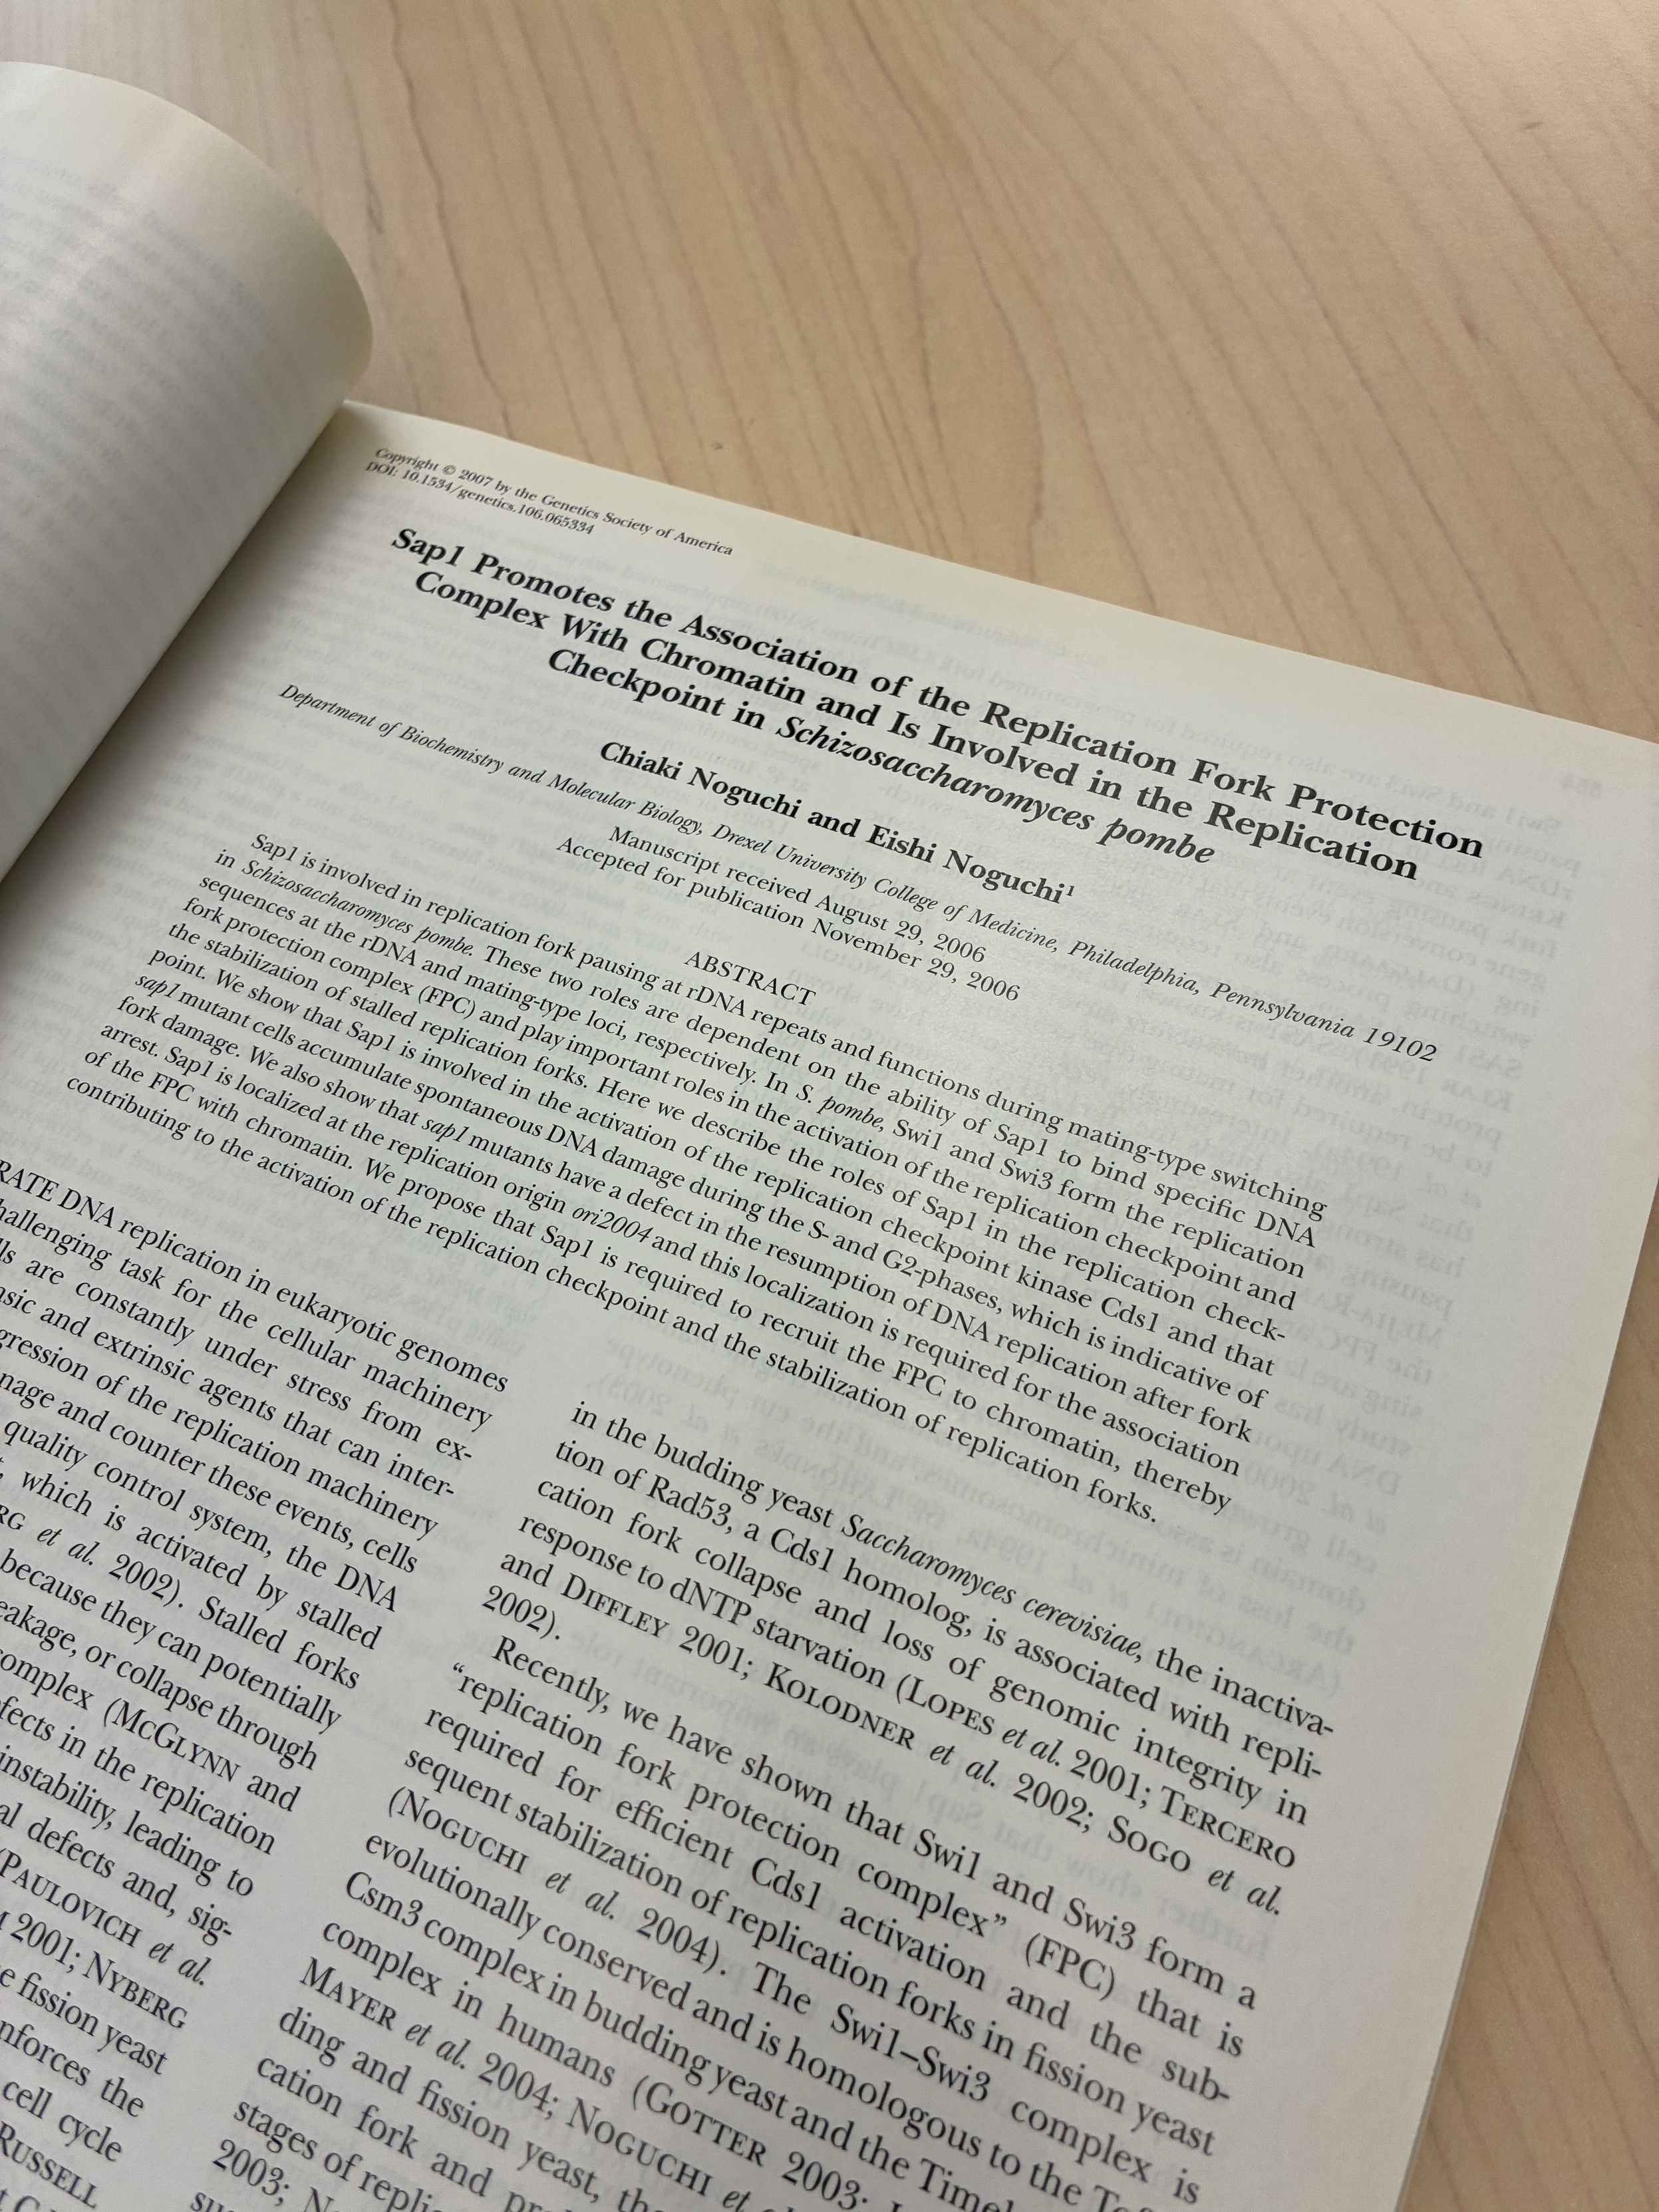 Copyright © 2007 by the Genetics Society of America
DOI: 10.1534/genetics.106.065334
Sap1 Promotes the Association of the Replication Fork Protection
Complex With Chromatin and Is Involved in the Replication
Checkpoint in Schizosaccharomyces pombe
Chiaki Noguchi and Eishi Noguchi¹
Department of Biochemistry and Molecular Biology, Drexel University College of Medicine, Philadelphia, Pennsylvania 19102
Manuscript received August 29, 2006
Accepted for publication November 29, 2006
ABSTRACT
Sap1 is involved in replication fork pausing at rDNA repeats and functions during mating-type switching
in Schizosaccharomyces pombe. These two roles are dependent on the ability of Sap1 to bind specific DNA
sequences at the rDNA and mating-type loci, respectively. In S. pombe, Swi1 and Swi3 form the replication
fork protection complex (FPC) and play important roles in the activation of the replication checkpoint and
the stabilization of stalled replication forks. Here we describe the roles of Sap1 in the replication check-
point. We show that Sap1 is involved in the activation of the replication checkpoint kinase Cds1 and that
sap1 mutant cells accumulate spontaneous DNA damage during the S- and G2-phases, which is indicative of
fork damage. We also show that sap1 mutants have a defect in the resumption of DNA replication after fork
arrest. Sap1 is localized at the replication origin ori2004 and this localization is required for the association
of the FPC with chromatin. We propose that Sap1 is required to recruit the FPC to chromatin, thereby
contributing to the activation of the replication checkpoint and the stabilization of replication forks.
RATE DNA replication in eukaryotic genomes
hallenging task for the cellular machinery
lls are constantly under stress from ex-
nsic and extrinsic agents that can inter-
gression of the replication machinery
nage and counter these events, cells
quality control system, the DNA
, which is activated by stalled
RG et al. 2002). Stalled forks
because they can potentially
eakage, or collapse through
omplex (MCGLYNN and
fects in the replication
instability, leading to
al defects and, sig-
(PAULOVICH et al.
2001; NYBERG
e fission yeast
nforces the
cell cycle
RUSSELL
in the budding yeast Saccharomyces cerevisiae, the inactiva-
tion of Rad53, a Cds1 homolog, is associated with repli-
cation fork collapse and loss of genomic integrity in
response to dNTP starvation (LOPES et al. 2001; TERCERO
and DIFFLEY 2001; KOLODNER et al. 2002; SOGO et al.
2002).
Recently, we have shown that Swi1 and Swi3 form a
“replication fork protection complex” (FPC) that is
required for efficient Cds1 activation and the sub-
sequent stabilization of replication forks in fission yeast
(NOGUCHI et al. 2004). The Swi1–Swi3 complex is
evolutionally conserved and is homologous to the
Csm3 complex in budding yeast and the
complex in humans (GOTTER 2003;
MAYER et al. 2004; NOGUCHI et
ding and fission yeast,
cation fork and
stages of
2003;